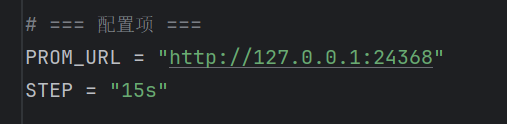 # === 配置项 ===
PROM_URL = "http://127.0.0.1:24368"
STEP = "15s"